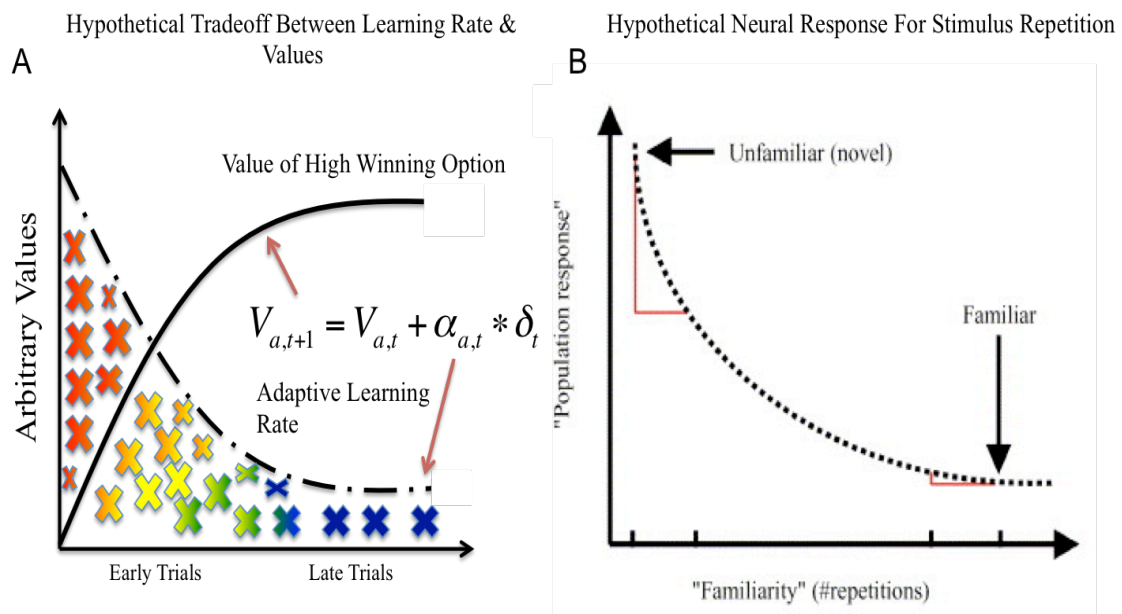 Hypothetical Tradeoff Between Learning Rate &
Values
A
Arbitrary Values
Value of High Winning Option
V_{a,t+1} = V_{a,t} + α_{a,t} * δ_t
Adaptive Learning
Rate
Early Trials
Late Trials
Hypothetical Neural Response For Stimulus Repetition
B
"Population response"
Unfamiliar (novel)
Familiar
"Familiarity" (#repetitions)